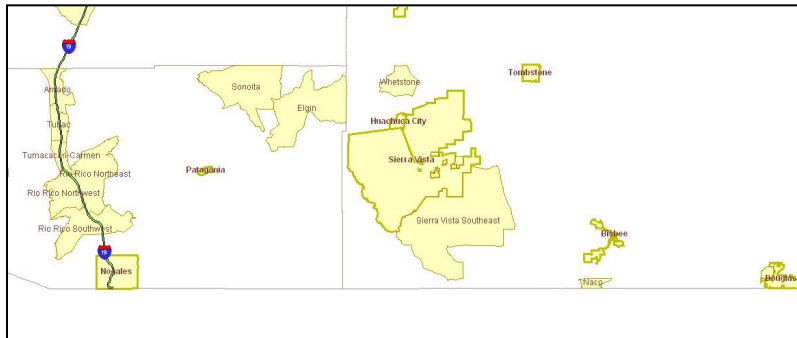 19
Tombstone
Sonoita
Whetstone
Amado
Elgin
Huachuca City
Tubac
Tumacacori-Carmen
Sierra Vista
Patagonia
Rio Rico Northeast
Rio Rico Northwest
Sierra Vista Southeast
Rio Rico Southwest
Bisbee
19
Nogales
Douglas
Naco